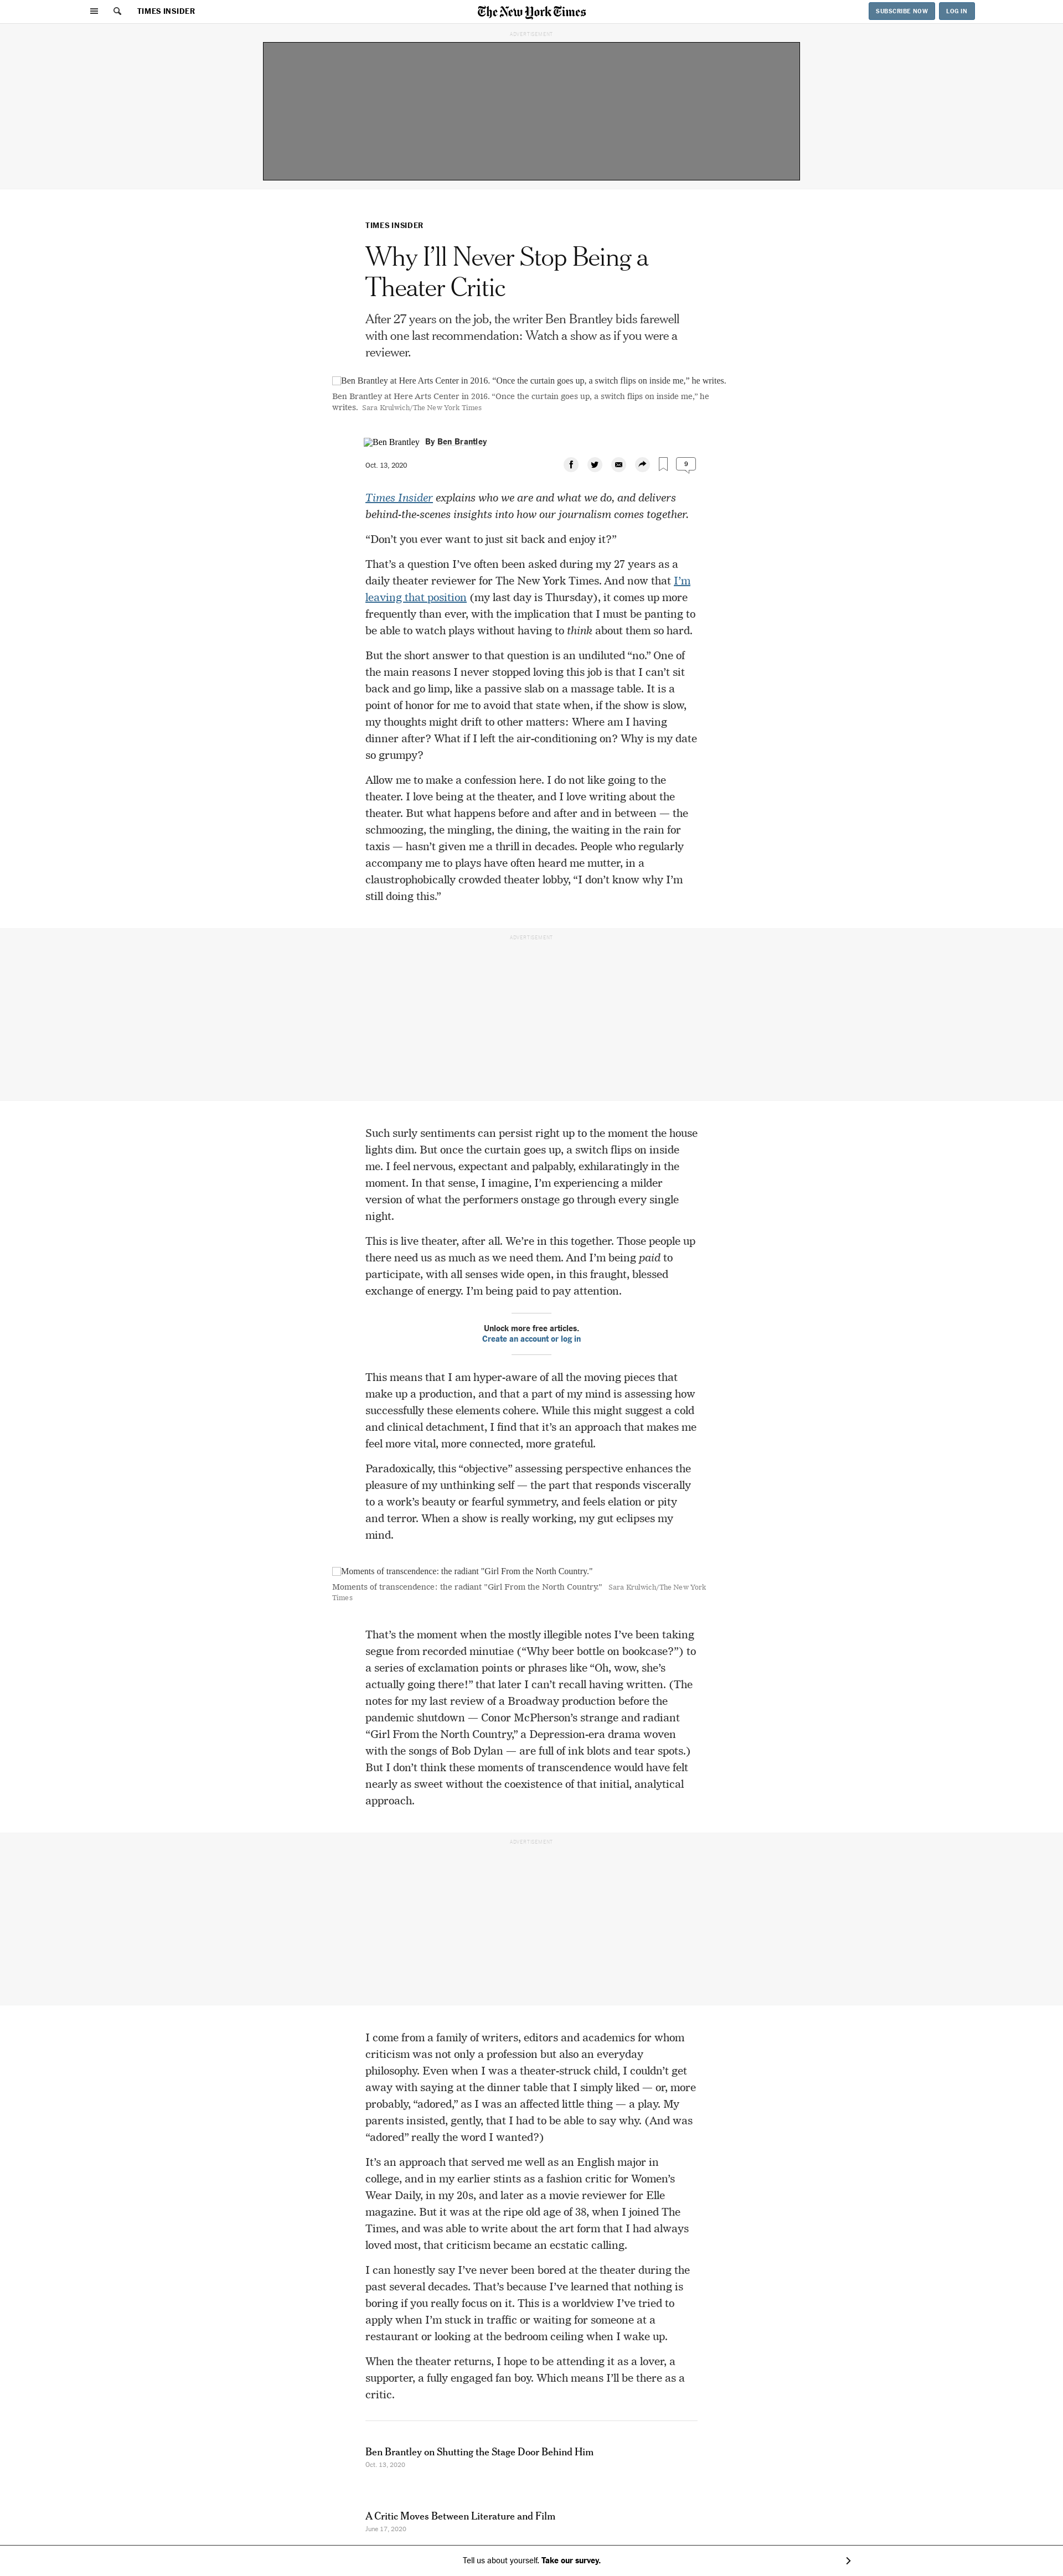 TIMES INSIDER
The New York Times
SUBSCRIBE NOW
LOG IN
ADVERTISEMENT
TIMES INSIDER
Why I’ll Never Stop Being a
Theater Critic
After 27 years on the job, the writer Ben Brantley bids farewell
with one last recommendation: Watch a show as if you were a
reviewer.
Ben Brantley at Here Arts Center in 2016. “Once the curtain goes up, a switch flips on inside me,” he writes.
Ben Brantley at Here Arts Center in 2016. “Once the curtain goes up, a switch flips on inside me,” he
writes. Sara Krulwich/The New York Times
Ben Brantley By Ben Brantley
Oct. 13, 2020
9
Times Insider explains who we are and what we do, and delivers
behind-the-scenes insights into how our journalism comes together.
“Don’t you ever want to just sit back and enjoy it?”
That’s a question I’ve often been asked during my 27 years as a
daily theater reviewer for The New York Times. And now that I’m
leaving that position (my last day is Thursday), it comes up more
frequently than ever, with the implication that I must be panting to
be able to watch plays without having to think about them so hard.
But the short answer to that question is an undiluted “no.” One of
the main reasons I never stopped loving this job is that I can’t sit
back and go limp, like a passive slab on a massage table. It is a
point of honor for me to avoid that state when, if the show is slow,
my thoughts might drift to other matters: Where am I having
dinner after? What if I left the air-conditioning on? Why is my date
so grumpy?
Allow me to make a confession here. I do not like going to the
theater. I love being at the theater, and I love writing about the
theater. But what happens before and after and in between — the
schmoozing, the mingling, the dining, the waiting in the rain for
taxis — hasn’t given me a thrill in decades. People who regularly
accompany me to plays have often heard me mutter, in a
claustrophobically crowded theater lobby, “I don’t know why I’m
still doing this.”
ADVERTISEMENT
Such surly sentiments can persist right up to the moment the house
lights dim. But once the curtain goes up, a switch flips on inside
me. I feel nervous, expectant and palpably, exhilaratingly in the
moment. In that sense, I imagine, I’m experiencing a milder
version of what the performers onstage go through every single
night.
This is live theater, after all. We’re in this together. Those people up
there need us as much as we need them. And I’m being paid to
participate, with all senses wide open, in this fraught, blessed
exchange of energy. I’m being paid to pay attention.
Unlock more free articles.
Create an account or log in
This means that I am hyper-aware of all the moving pieces that
make up a production, and that a part of my mind is assessing how
successfully these elements cohere. While this might suggest a cold
and clinical detachment, I find that it’s an approach that makes me
feel more vital, more connected, more grateful.
Paradoxically, this “objective” assessing perspective enhances the
pleasure of my unthinking self — the part that responds viscerally
to a work’s beauty or fearful symmetry, and feels elation or pity
and terror. When a show is really working, my gut eclipses my
mind.
Moments of transcendence: the radiant "Girl From the North Country."
Moments of transcendence: the radiant "Girl From the North Country." Sara Krulwich/The New York
Times
That’s the moment when the mostly illegible notes I’ve been taking
segue from recorded minutiae (“Why beer bottle on bookcase?”) to
a series of exclamation points or phrases like “Oh, wow, she’s
actually going there!” that later I can’t recall having written. (The
notes for my last review of a Broadway production before the
pandemic shutdown — Conor McPherson’s strange and radiant
“Girl From the North Country,” a Depression-era drama woven
with the songs of Bob Dylan — are full of ink blots and tear spots.)
But I don’t think these moments of transcendence would have felt
nearly as sweet without the coexistence of that initial, analytical
approach.
ADVERTISEMENT
I come from a family of writers, editors and academics for whom
criticism was not only a profession but also an everyday
philosophy. Even when I was a theater-struck child, I couldn’t get
away with saying at the dinner table that I simply liked — or, more
probably, “adored,” as I was an affected little thing — a play. My
parents insisted, gently, that I had to be able to say why. (And was
“adored” really the word I wanted?)
It’s an approach that served me well as an English major in
college, and in my earlier stints as a fashion critic for Women’s
Wear Daily, in my 20s, and later as a movie reviewer for Elle
magazine. But it was at the ripe old age of 38, when I joined The
Times, and was able to write about the art form that I had always
loved most, that criticism became an ecstatic calling.
I can honestly say I’ve never been bored at the theater during the
past several decades. That’s because I’ve learned that nothing is
boring if you really focus on it. This is a worldview I’ve tried to
apply when I’m stuck in traffic or waiting for someone at a
restaurant or looking at the bedroom ceiling when I wake up.
When the theater returns, I hope to be attending it as a lover, a
supporter, a fully engaged fan boy. Which means I’ll be there as a
critic.
Ben Brantley on Shutting the Stage Door Behind Him
Oct. 13, 2020
A Critic Moves Between Literature and Film
June 17, 2020
Tell us about yourself. Take our survey.